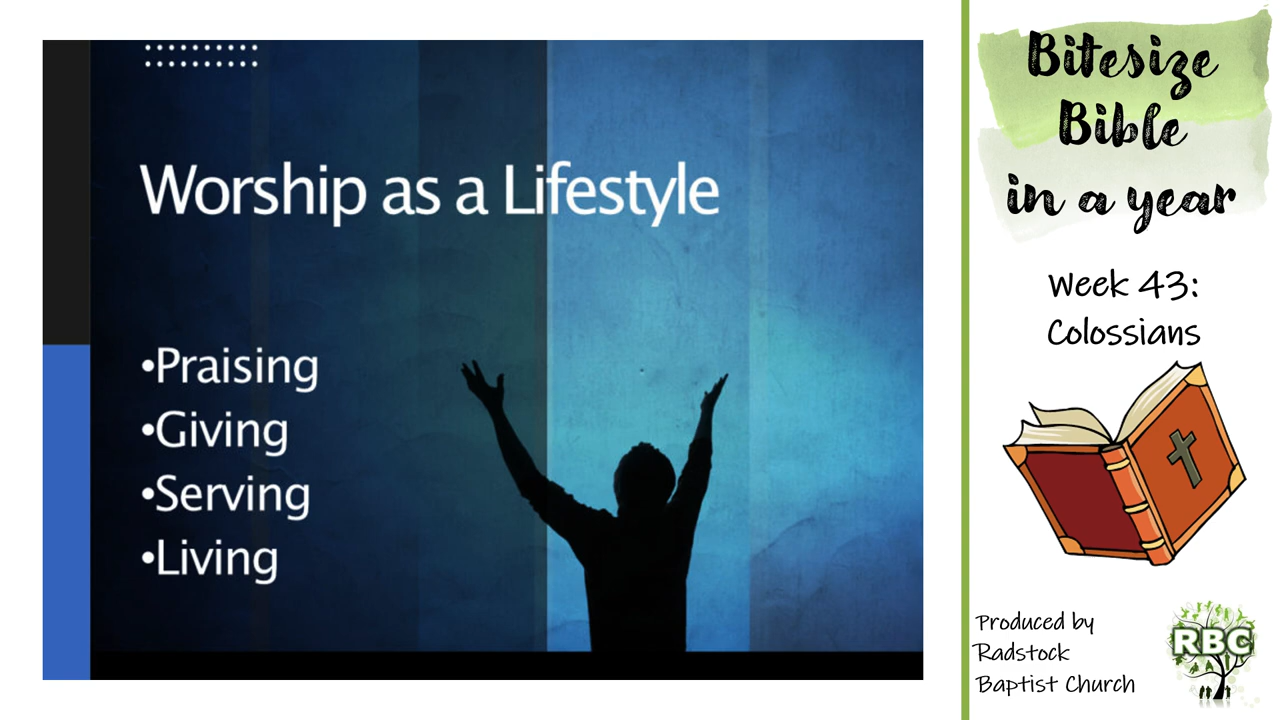 Worship as a Lifestyle
•Praising
•Giving
•Serving
•Living
Bitesize
Bible
in a year
Week 43:
Colossians
Produced by
Radstock
Baptist Church
RBC